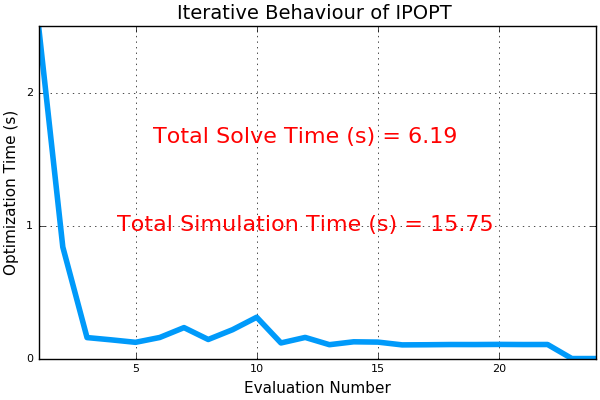 Iterative Behaviour of IPOPT
Optimization Time (s)
2
1
0
Total Solve Time (s) = 6.19
Total Simulation Time (s) = 15.75
5
10
15
20
Evaluation Number